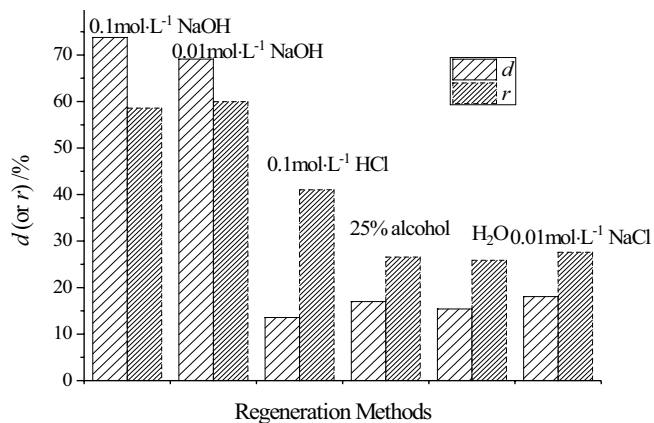 0.1mol·L⁻¹ NaOH
0.01mol·L⁻¹ NaOH
d
r
0.1mol·L⁻¹ HCl
25% alcohol
H₂O
0.01mol·L⁻¹ NaCl
d (or r) /%
70
60
50
40
30
20
10
0
Regeneration Methods